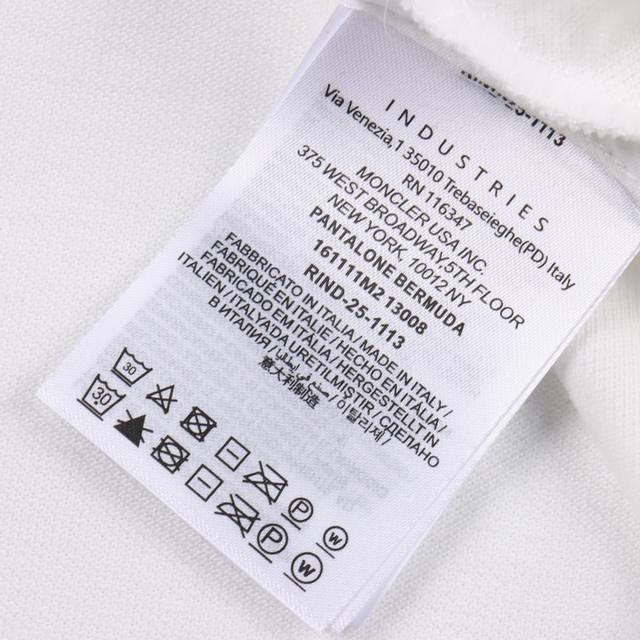 INDUSTRIES
Via Venezia,1 35010 Trebaseleghe(PD) Italy
RN 116347
MONCLER USA INC.
375 WEST BROADWAY,5TH FLOOR
NEW YORK, 10012 NY
PANTALONE BERMUDA
161111M2 13008
RIND-25-1113
FABBRICATO IN ITALIA / MADE IN ITALY /
FABRIQUÉ EN ITALIE / HECHO EN ITALIA /
FABRICADO EM ITÁLIA / HERGESTELLT IN
ITALIEN / İTALYA'DA ÜRETİLMİŞTİR / СДЕЛАНО
В ИТАЛИИ / 이탈리제 /
意大利制造
30 P W
30 P W